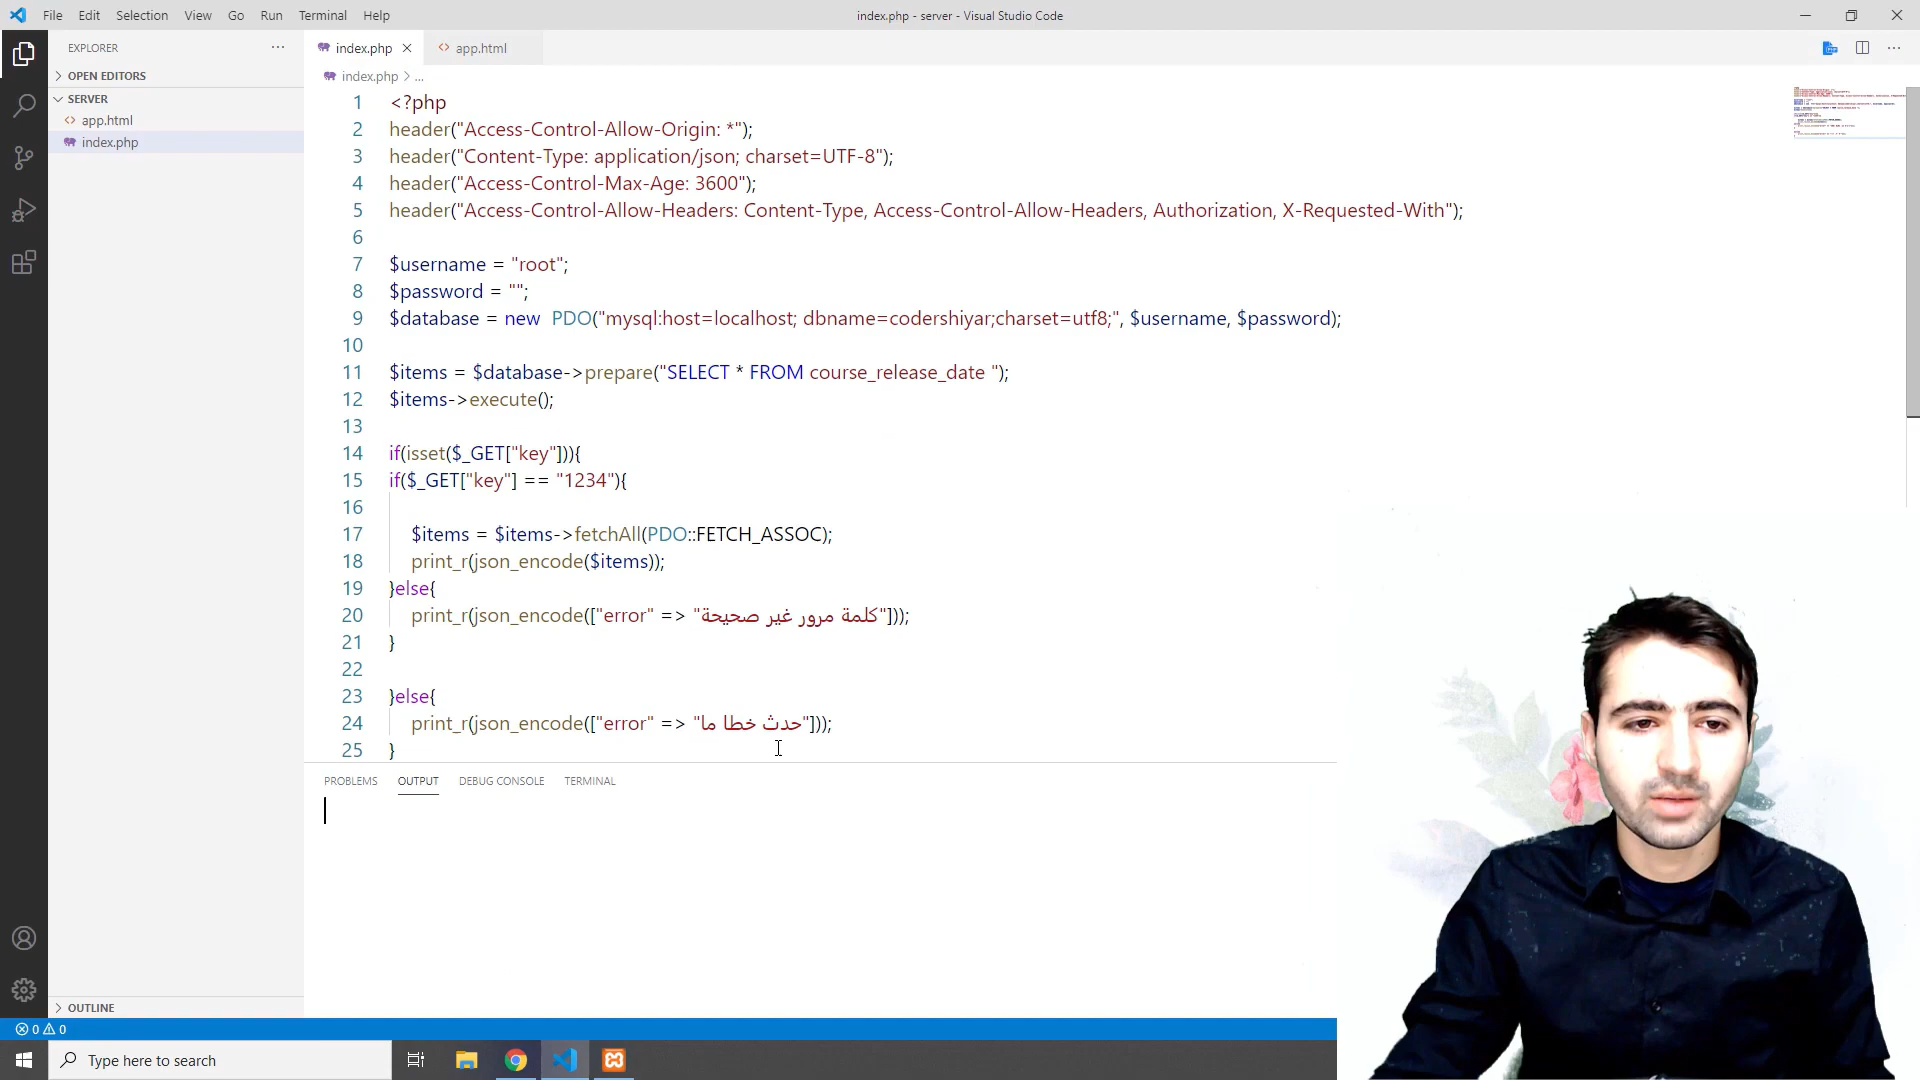 File Edit Selection View Go Run Terminal Help
index.php - server - Visual Studio Code
EXPLORER
index.php
app.html
OPEN EDITORS
SERVER
app.html
index.php
index.php > ...
1 <?php
2 header("Access-Control-Allow-Origin: *");
3 header("Content-Type: application/json; charset=UTF-8");
4 header("Access-Control-Max-Age: 3600");
5 header("Access-Control-Allow-Headers: Content-Type, Access-Control-Allow-Headers, Authorization, X-Requested-With");
6
7 $username = "root";
8 $password = "";
9 $database = new  PDO("mysql:host=localhost; dbname=codershiyar;charset=utf8;", $username, $password);
10
11 $items = $database->prepare("SELECT * FROM course_release_date ");
12 $items->execute();
13
14 if(isset($_GET["key"])){
15 if($_GET["key"] == "1234"){
16
17 $items = $items->fetchAll(PDO::FETCH_ASSOC);
18 print_r(json_encode($items));
19 }else{
20 print_r(json_encode(["error" => "كلمة مرور غير صحيحة"]));
21 }
22
23 }else{
24 print_r(json_encode(["error" => "حدث خطا ما"]));
25 }
PROBLEMS OUTPUT DEBUG CONSOLE TERMINAL
OUTLINE
0 0
Type here to search